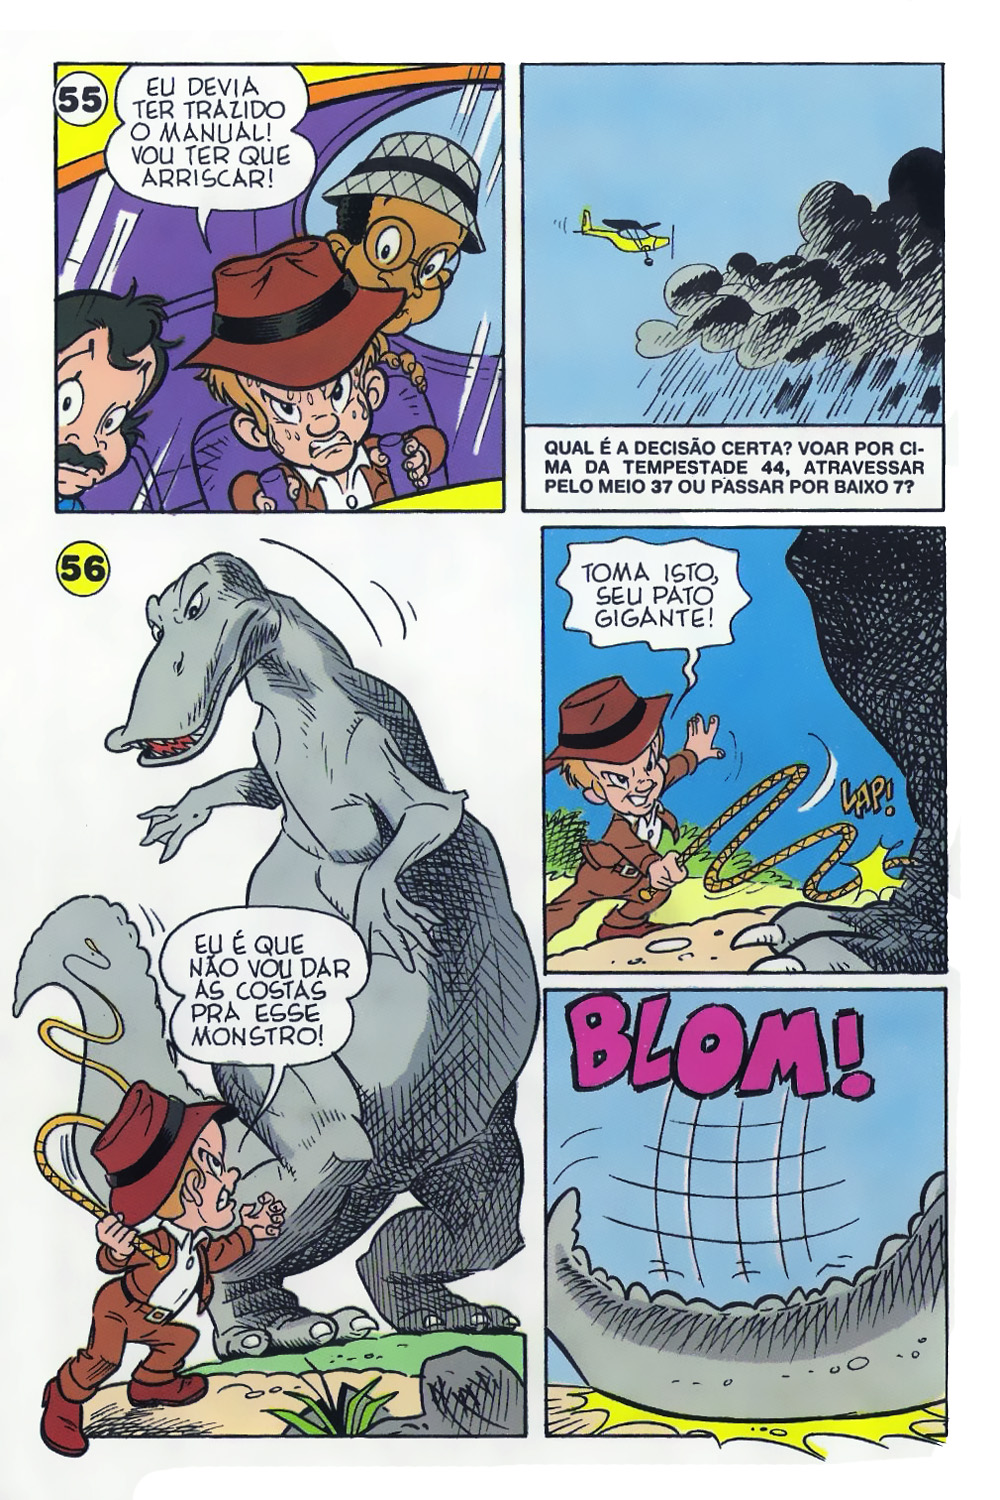 55
EU DEVIA
TER TRAZIDO
O MANUAL!
VOU TER QUE
ARRISCAR!
QUAL É A DECISÃO CERTA? VOAR POR CI-
MA DA TEMPESTADE 44, ATRAVESSAR
PELO MEIO 37 OU PASSAR POR BAIXO 7?
56
EU É QUE
NÃO VOU DAR
AS COSTAS
PRA ESSE
MONSTRO!
TOMA ISTO,
SEU PATO
GIGANTE!
LAP!
BLOM!